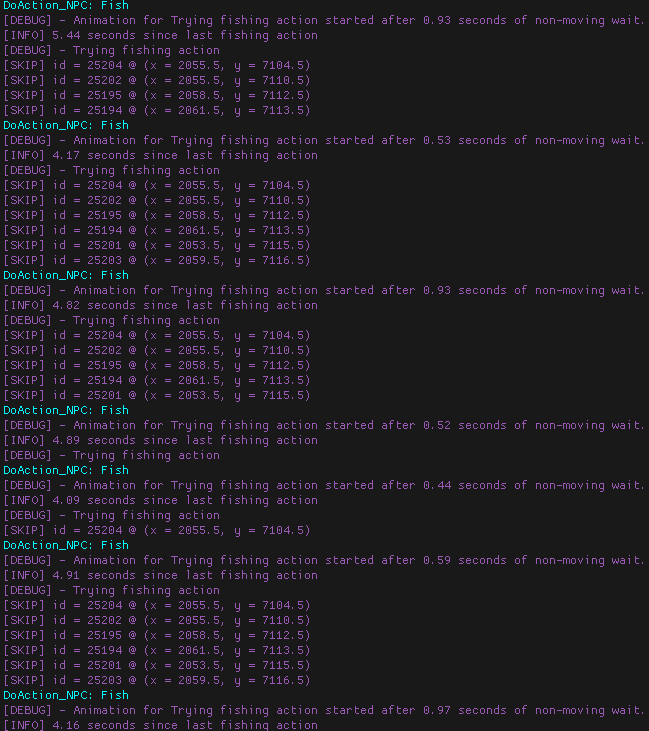 DoAction_NPC: Fish
[DEBUG] - Animation for Trying fishing action started after 0.93 seconds of non-moving wait.
[INFO] 5.44 seconds since last fishing action
[DEBUG] - Trying fishing action
[SKIP] id = 25204 @ (x = 2055.5, y = 7104.5)
[SKIP] id = 25202 @ (x = 2055.5, y = 7110.5)
[SKIP] id = 25195 @ (x = 2058.5, y = 7112.5)
[SKIP] id = 25194 @ (x = 2061.5, y = 7113.5)
DoAction_NPC: Fish
[DEBUG] - Animation for Trying fishing action started after 0.53 seconds of non-moving wait.
[INFO] 4.17 seconds since last fishing action
[DEBUG] - Trying fishing action
[SKIP] id = 25204 @ (x = 2055.5, y = 7104.5)
[SKIP] id = 25202 @ (x = 2055.5, y = 7110.5)
[SKIP] id = 25195 @ (x = 2058.5, y = 7112.5)
[SKIP] id = 25194 @ (x = 2061.5, y = 7113.5)
[SKIP] id = 25201 @ (x = 2053.5, y = 7115.5)
[SKIP] id = 25203 @ (x = 2059.5, y = 7116.5)
DoAction_NPC: Fish
[DEBUG] - Animation for Trying fishing action started after 0.93 seconds of non-moving wait.
[INFO] 4.82 seconds since last fishing action
[DEBUG] - Trying fishing action
[SKIP] id = 25204 @ (x = 2055.5, y = 7104.5)
[SKIP] id = 25202 @ (x = 2055.5, y = 7110.5)
[SKIP] id = 25195 @ (x = 2058.5, y = 7112.5)
[SKIP] id = 25194 @ (x = 2061.5, y = 7113.5)
[SKIP] id = 25201 @ (x = 2053.5, y = 7115.5)
DoAction_NPC: Fish
[DEBUG] - Animation for Trying fishing action started after 0.52 seconds of non-moving wait.
[INFO] 4.89 seconds since last fishing action
[DEBUG] - Trying fishing action
DoAction_NPC: Fish
[DEBUG] - Animation for Trying fishing action started after 0.44 seconds of non-moving wait.
[INFO] 4.09 seconds since last fishing action
[DEBUG] - Trying fishing action
[SKIP] id = 25204 @ (x = 2055.5, y = 7104.5)
DoAction_NPC: Fish
[DEBUG] - Animation for Trying fishing action started after 0.59 seconds of non-moving wait.
[INFO] 4.91 seconds since last fishing action
[DEBUG] - Trying fishing action
[SKIP] id = 25204 @ (x = 2055.5, y = 7104.5)
[SKIP] id = 25202 @ (x = 2055.5, y = 7110.5)
[SKIP] id = 25195 @ (x = 2058.5, y = 7112.5)
[SKIP] id = 25194 @ (x = 2061.5, y = 7113.5)
[SKIP] id = 25201 @ (x = 2053.5, y = 7115.5)
[SKIP] id = 25203 @ (x = 2059.5, y = 7116.5)
DoAction_NPC: Fish
[DEBUG] - Animation for Trying fishing action started after 0.97 seconds of non-moving wait.
[INFO] 4.16 seconds since last fishing action